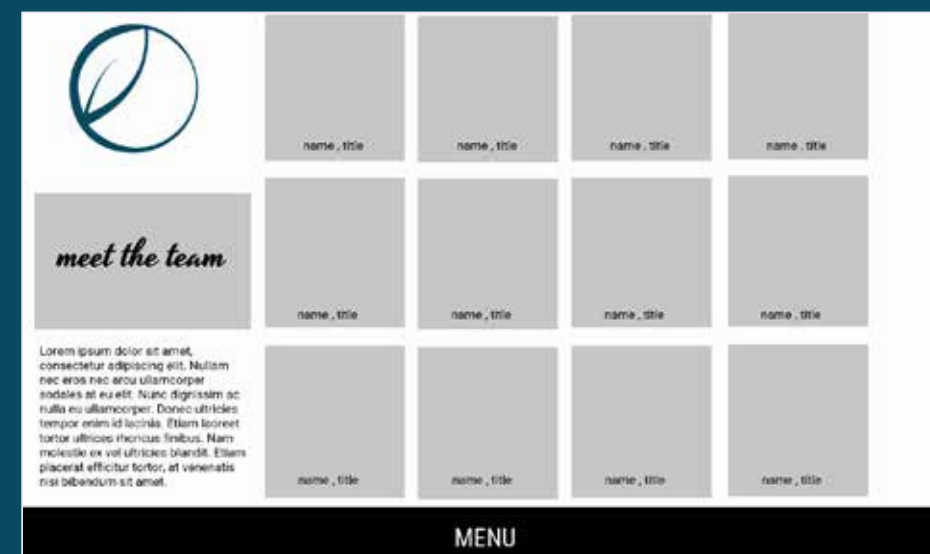 meet the team
Lorem ipsum dolor sit amet,
consectetur adipiscing elit. Nullam
nec eros nec arcu ullamcorper
sodales at eu elit. Nunc dignissim ac
nulla eu ullamcorper. Donec ultricies
tempor enim id lacinia. Etiam laoreet
tortor ultrices rhoncus finibus. Nam
molestie ex vel ultricies blandit. Etiam
placerat efficitur tortor, at venenatis
nisi bibendum sit amet.
name , title
name , title
name , title
name , title
name , title
name , title
name , title
name , title
name , title
name , title
name , title
name , title
MENU